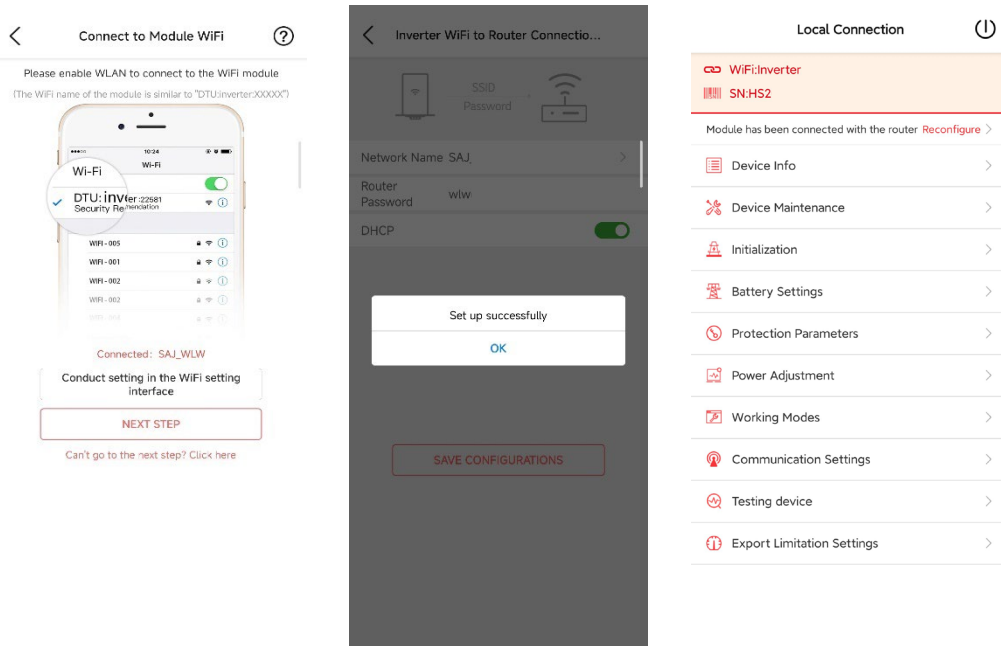 Connect to Module WiFi
?
Please enable WLAN to connect to the WiFi module
(The WiFi name of the module is similar to "DTU:inverter:XXXXX")
10:24
Wi-Fi
Wi-Fi
DTU: inverter :22581
Security Recommendation
WIFI - 005
WIFI - 001
WIFI - 002
WIFI - 002
Connected: SAJ_WLW
Conduct setting in the WiFi setting
interface
NEXT STEP
Can't go to the next step? Click here
Inverter WiFi to Router Connectio...
SSID
Password
Network Name SAJ_
Router
Password
wlw
DHCP
Set up successfully
OK
SAVE CONFIGURATIONS
Local Connection
WiFi:Inverter
SN:HS2
Module has been connected with the router Reconfigure
Device Info
Device Maintenance
Initialization
Battery Settings
Protection Parameters
Power Adjustment
Working Modes
Communication Settings
Testing device
Export Limitation Settings